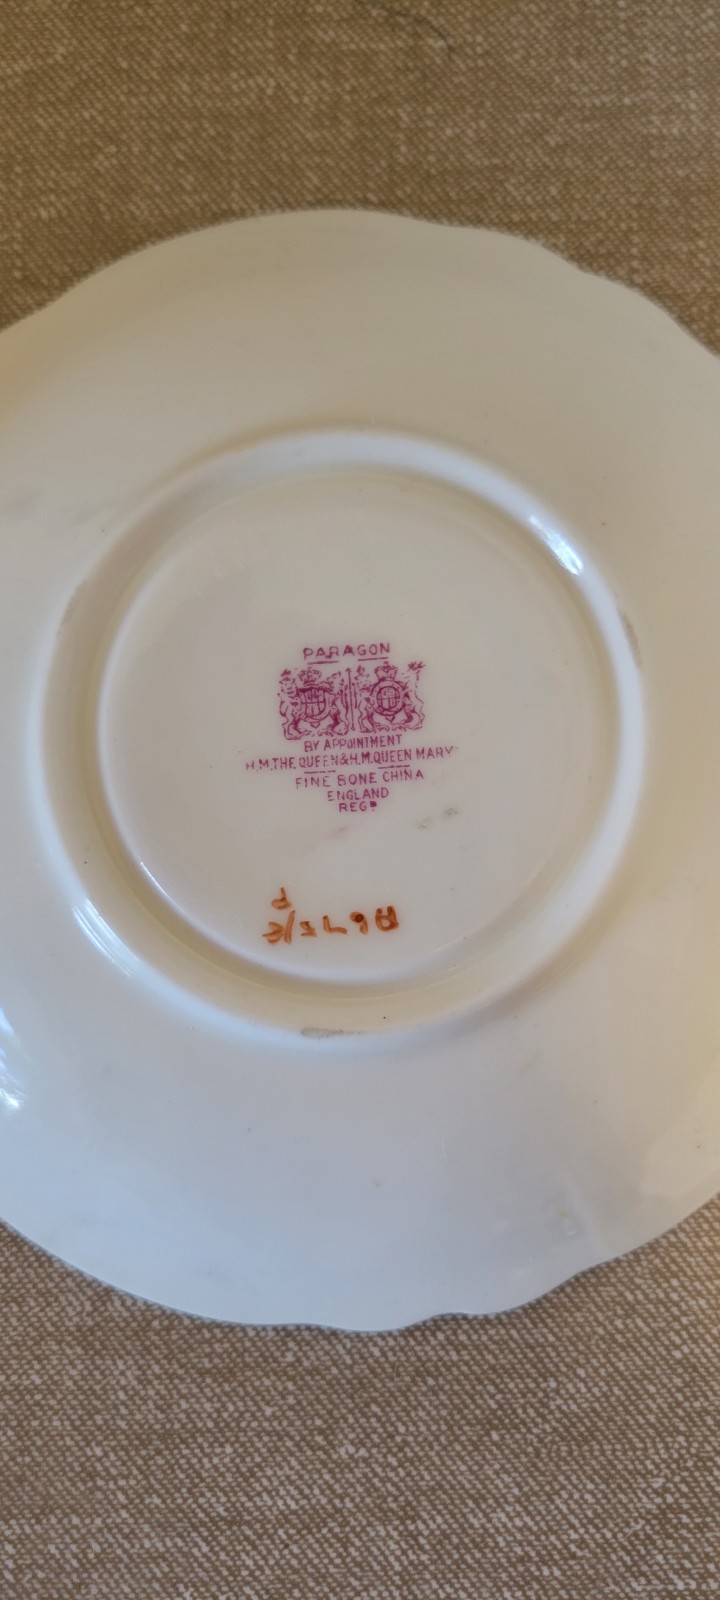 PARAGON
BY APPOINTMENT
H.M. THE QUEEN & H.M. QUEEN MARY
FINE BONE CHINA
ENGLAND
REGD